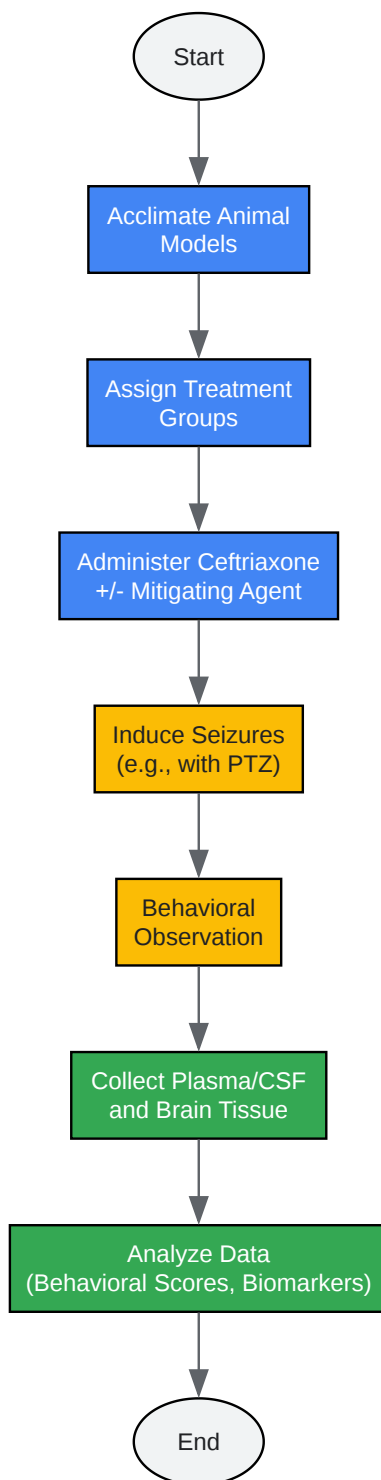 Start
Acclimate Animal
Models
Assign Treatment
Groups
Administer Ceftriaxone
+/- Mitigating Agent
Induce Seizures
(e.g., with PTZ)
Behavioral
Observation
Collect Plasma/CSF
and Brain Tissue
Analyze Data
(Behavioral Scores, Biomarkers)
End